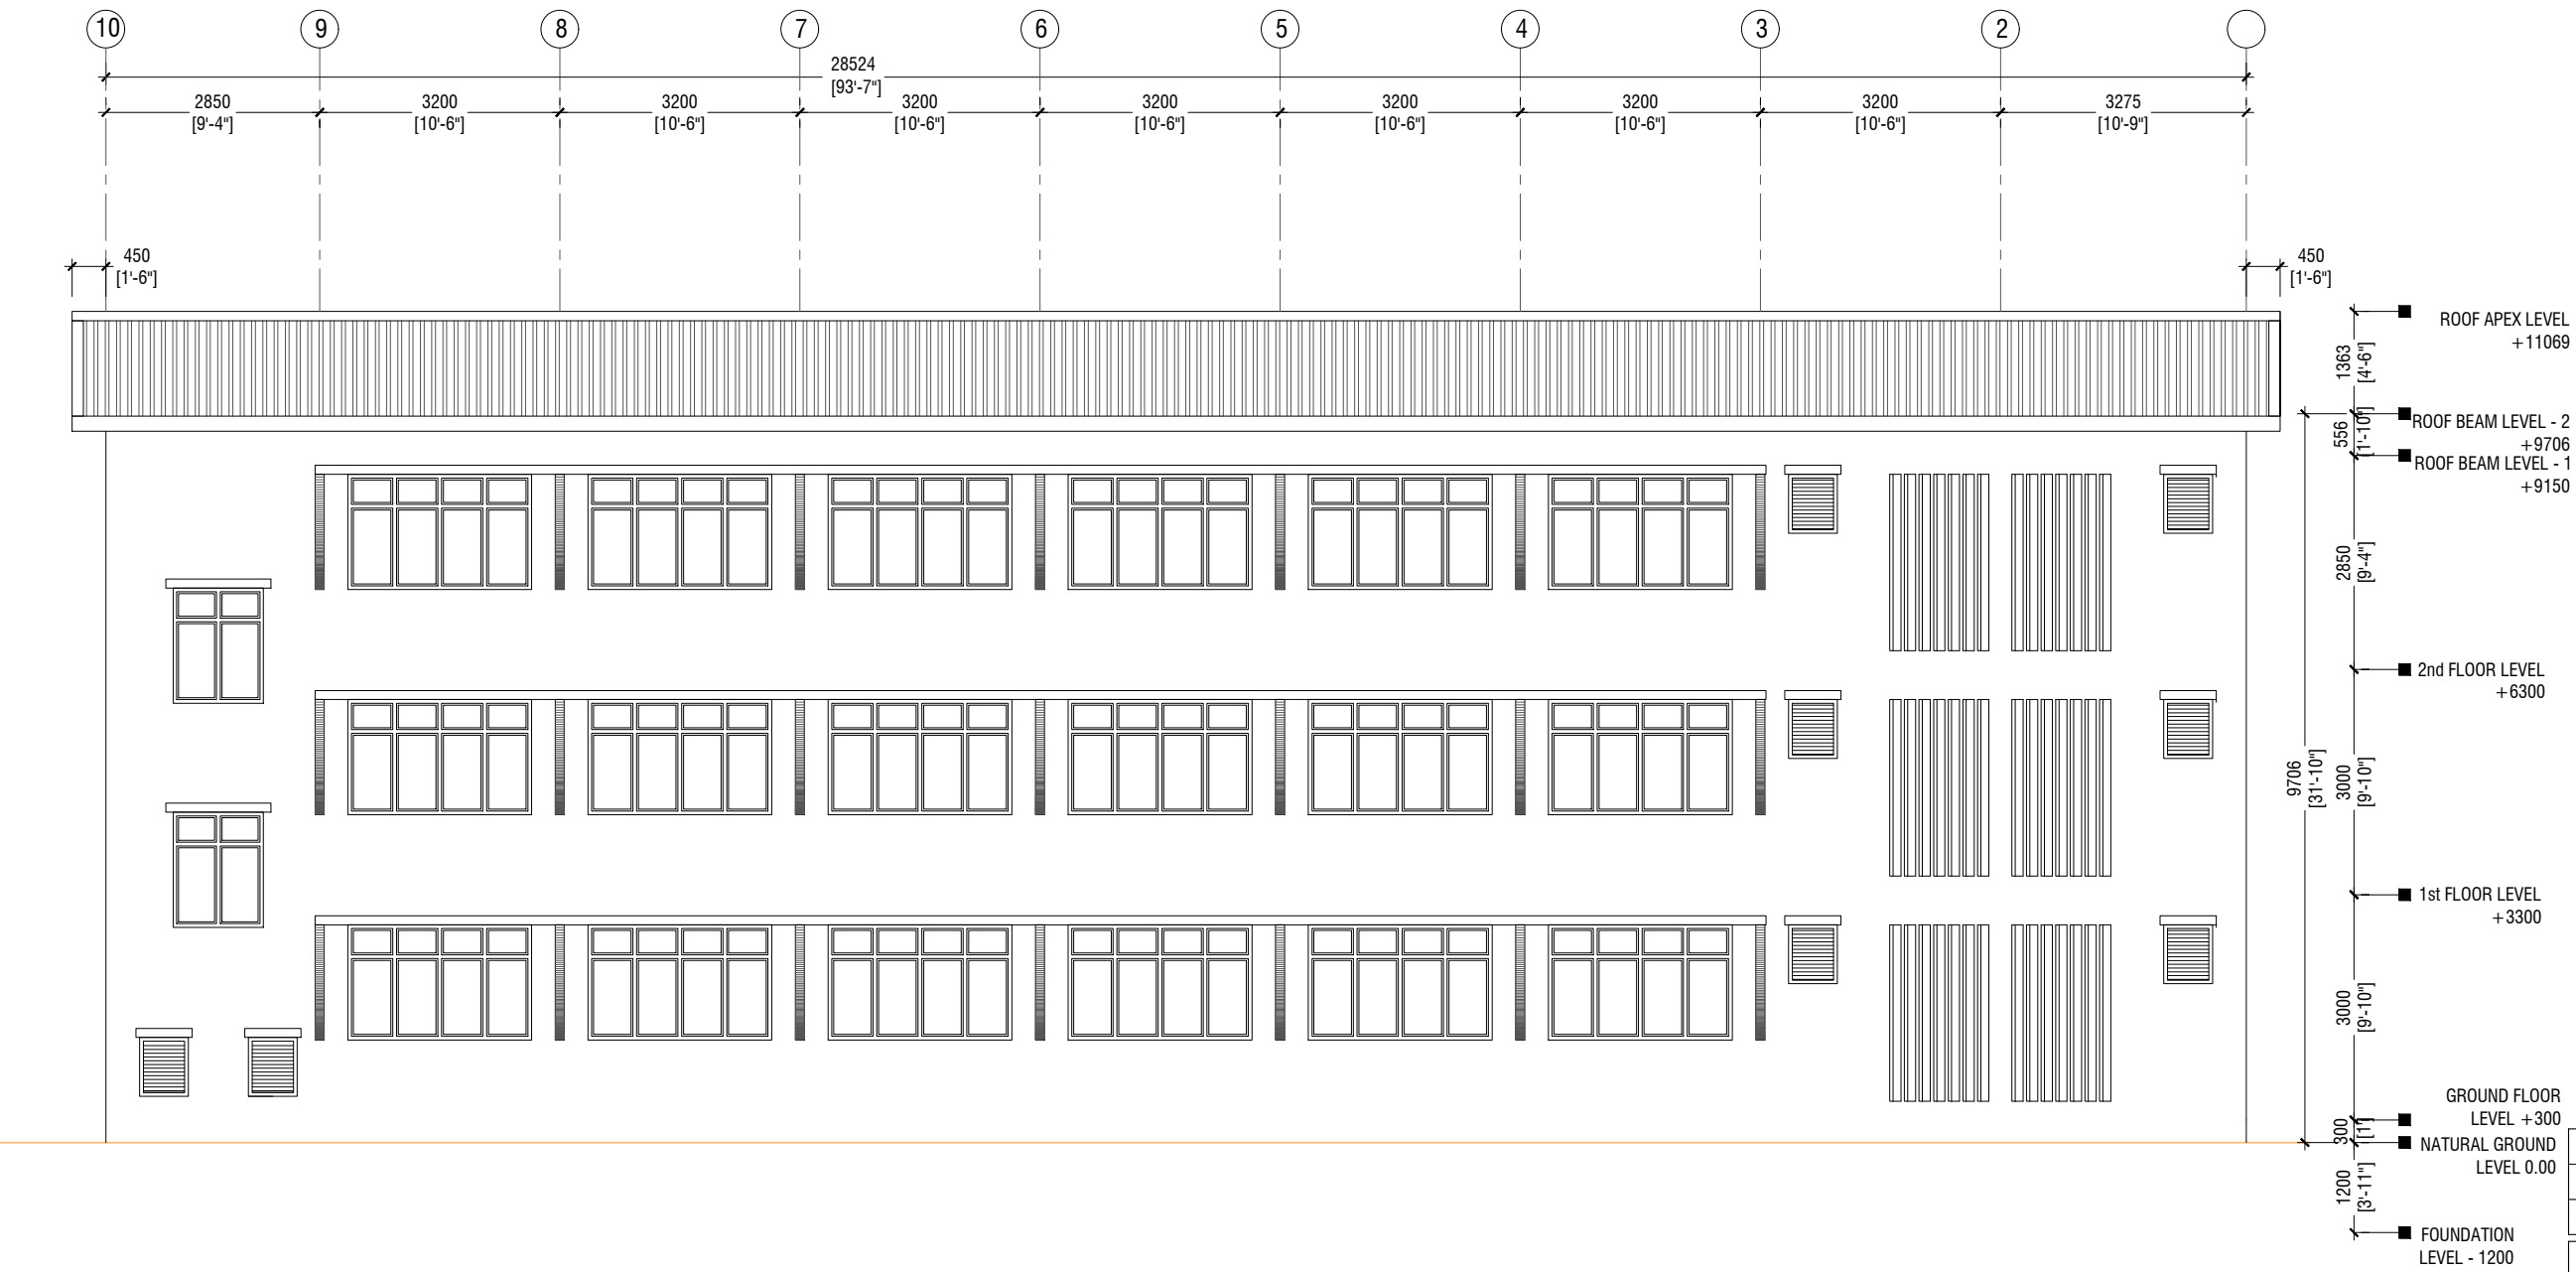 10 9 8 7 6 5 4 3 2
28524
[93'-7"]
2850 3200 3200 3200 3200 3200 3200 3200 3275
[9'-4"] [10'-6"] [10'-6"] [10'-6"] [10'-6"] [10'-6"] [10'-6"] [10'-6"] [10'-9"]
450 450
[1'-6"] [1'-6"]
ROOF APEX LEVEL
+11069
1363
[4'-6"]
ROOF BEAM LEVEL - 2
+9706
556
[1'-10"]
ROOF BEAM LEVEL - 1
+9150
2850
[9'-4"]
2nd FLOOR LEVEL
+6300
9706
[31'-10"]
3000
[9'-10"]
1st FLOOR LEVEL
+3300
3000
[9'-10"]
GROUND FLOOR
LEVEL +300
300
[1']
NATURAL GROUND
LEVEL 0.00
1200
[3'-11"]
FOUNDATION
LEVEL - 1200